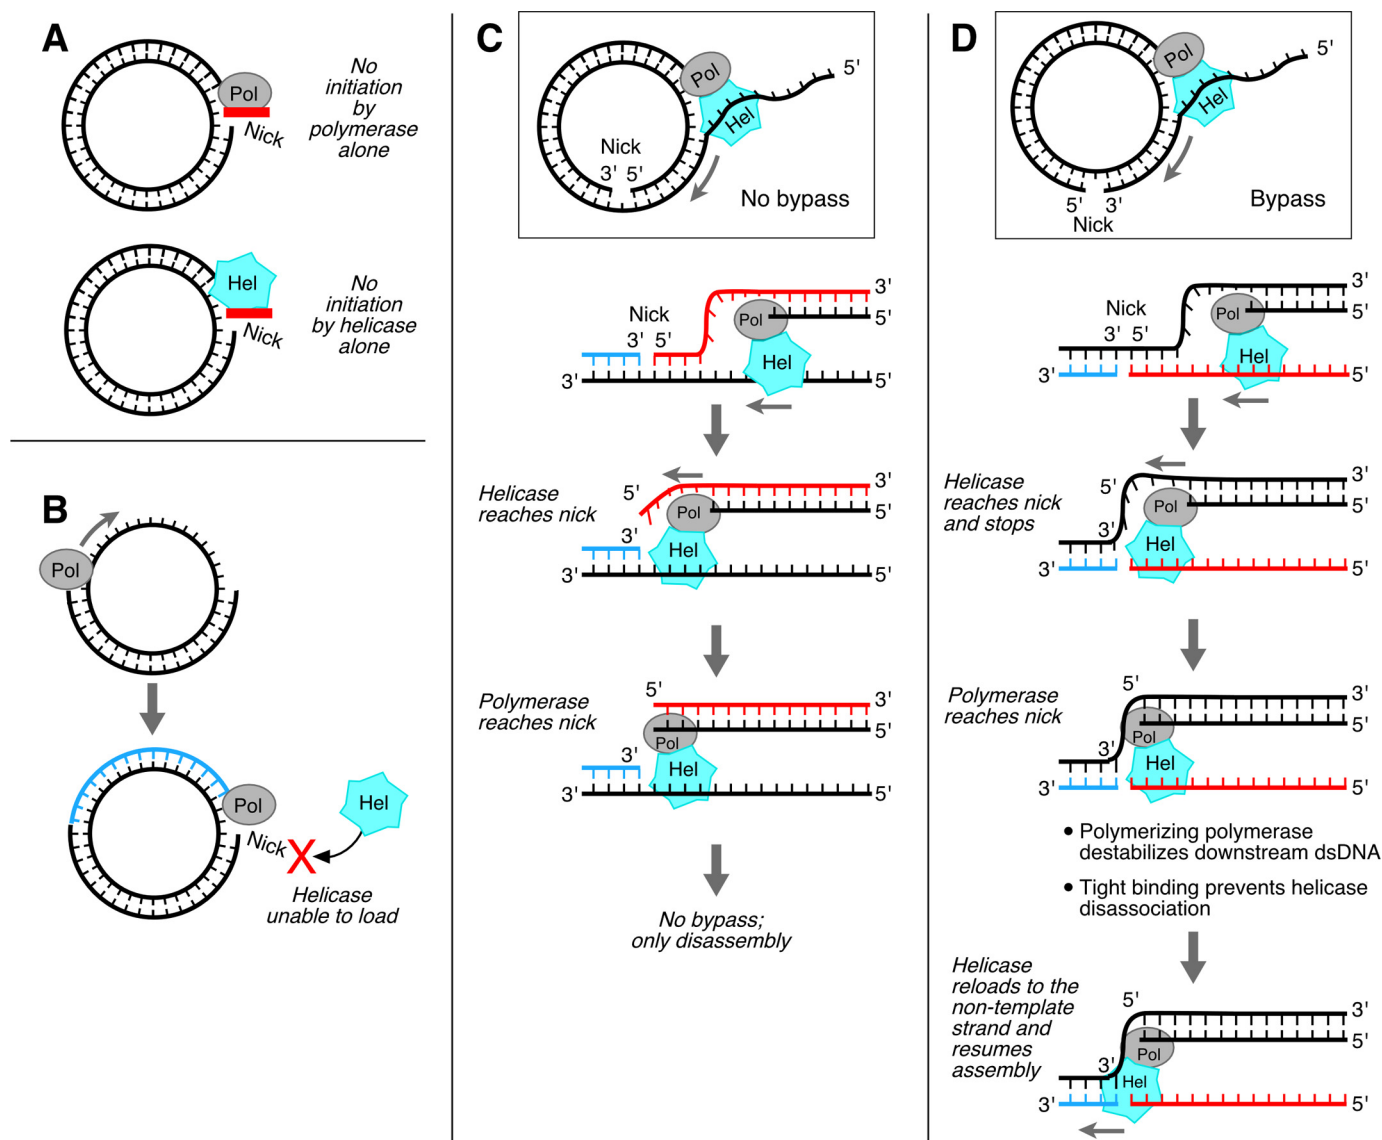 A
Pol
Nick
No
initiation
by
polymerase
alone
Hel
Nick
No
initiation
by helicase
alone
B
Pol
Pol
Hel
Nick
X
Helicase
unable to load
C
Pol
Hel
5'
Nick
3' 5'
No bypass
Nick
3' 5'
3'
5'
Pol
Hel
3'
5'
Helicase
reaches nick
5'
3'
5'
Pol
3'
Hel
3'
5'
Polymerase
reaches nick
5'
3'
5'
Pol
3'
Hel
3'
5'
No bypass;
only disassembly
D
Pol
Hel
5'
5' 3'
Nick
Bypass
Nick
3' 5'
3'
5'
Pol
Hel
3'
5'
Helicase
reaches nick
and stops
5'
3'
5'
Pol
3'
Hel
3'
5'
Polymerase
reaches nick
5'
3'
5'
Pol
3'
Hel
3'
5'
• Polymerizing polymerase
destabilizes downstream dsDNA
• Tight binding prevents helicase
disassociation
Helicase
reloads to the
non-template
strand and
resumes
assembly
5'
3'
5'
Pol
3'
Hel
3'
5'